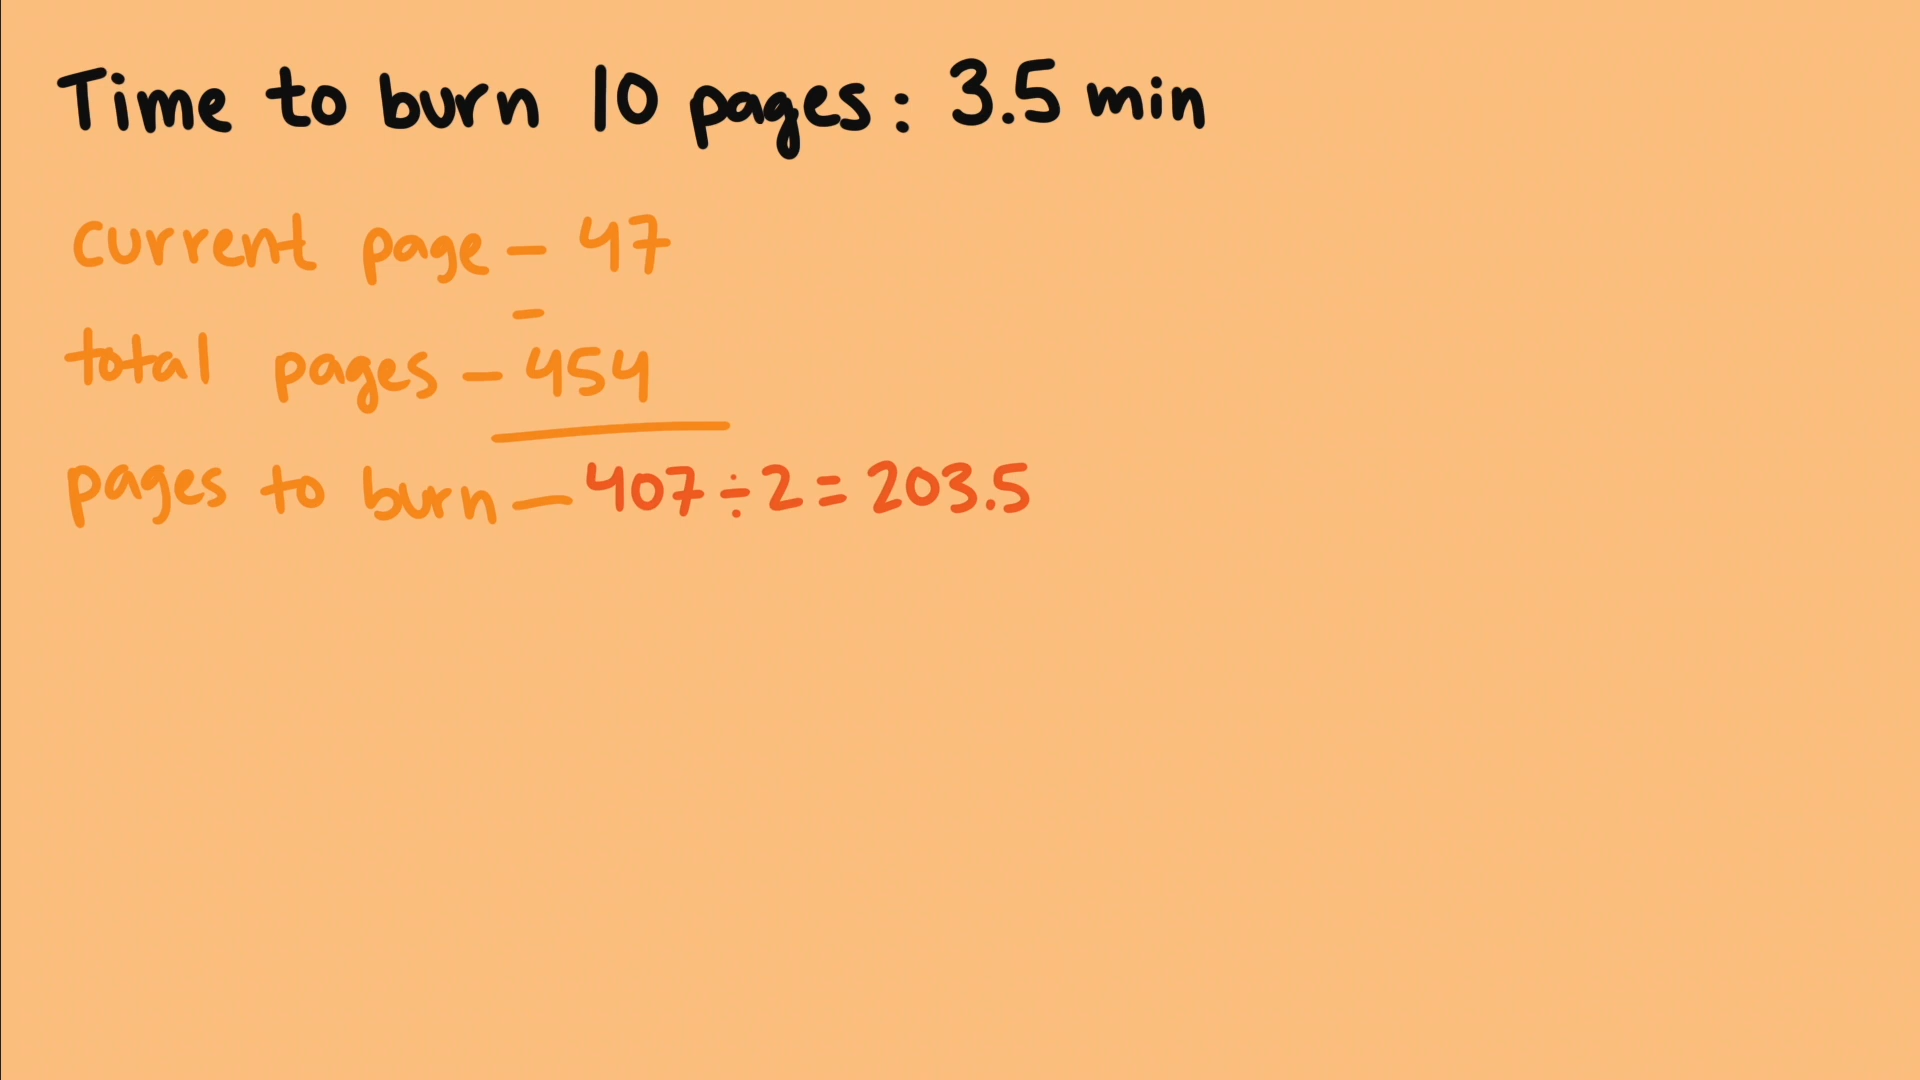 Time to burn 10 pages: 3.5 min
current page - 47
-
total pages - 454
pages to burn - 407 ÷ 2 = 203.5